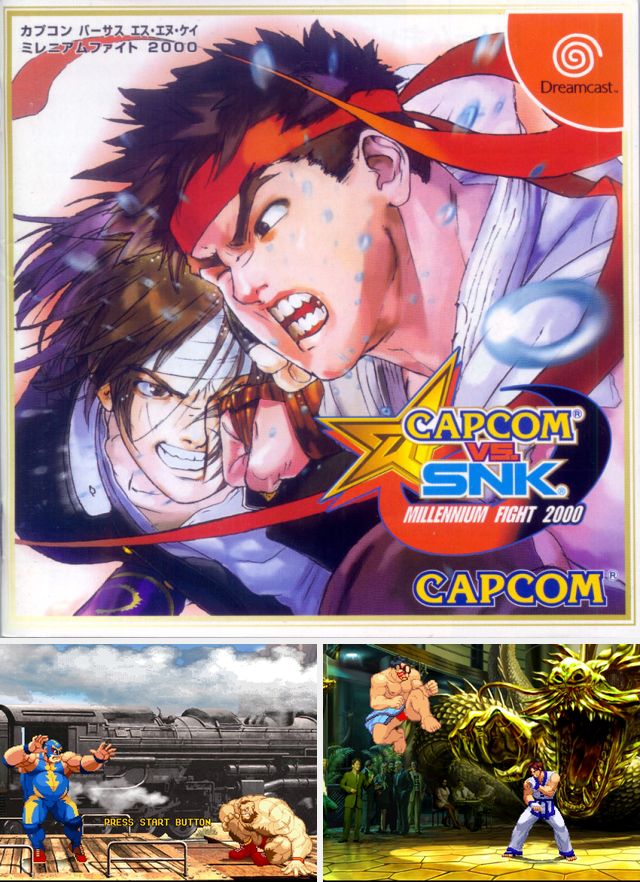 カプコン バーサス エス・エヌ・ケイ
ミレニアムファイト 2000
Dreamcast™
CAPCOM®
VS.
SNK®
MILLENNIUM FIGHT 2000
CAPCOM®
PRESS START BUTTON